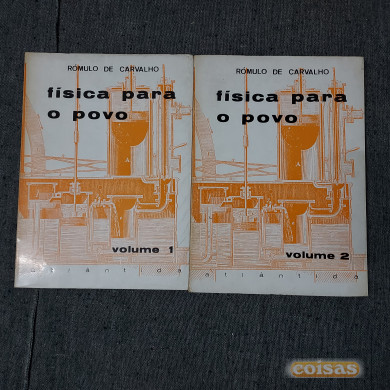 RÓMULO DE CARVALHO
física para
o povo
volume 1
atlântida
RÓMULO DE CARVALHO
física para
o povo
volume 2
atlântida
coisas